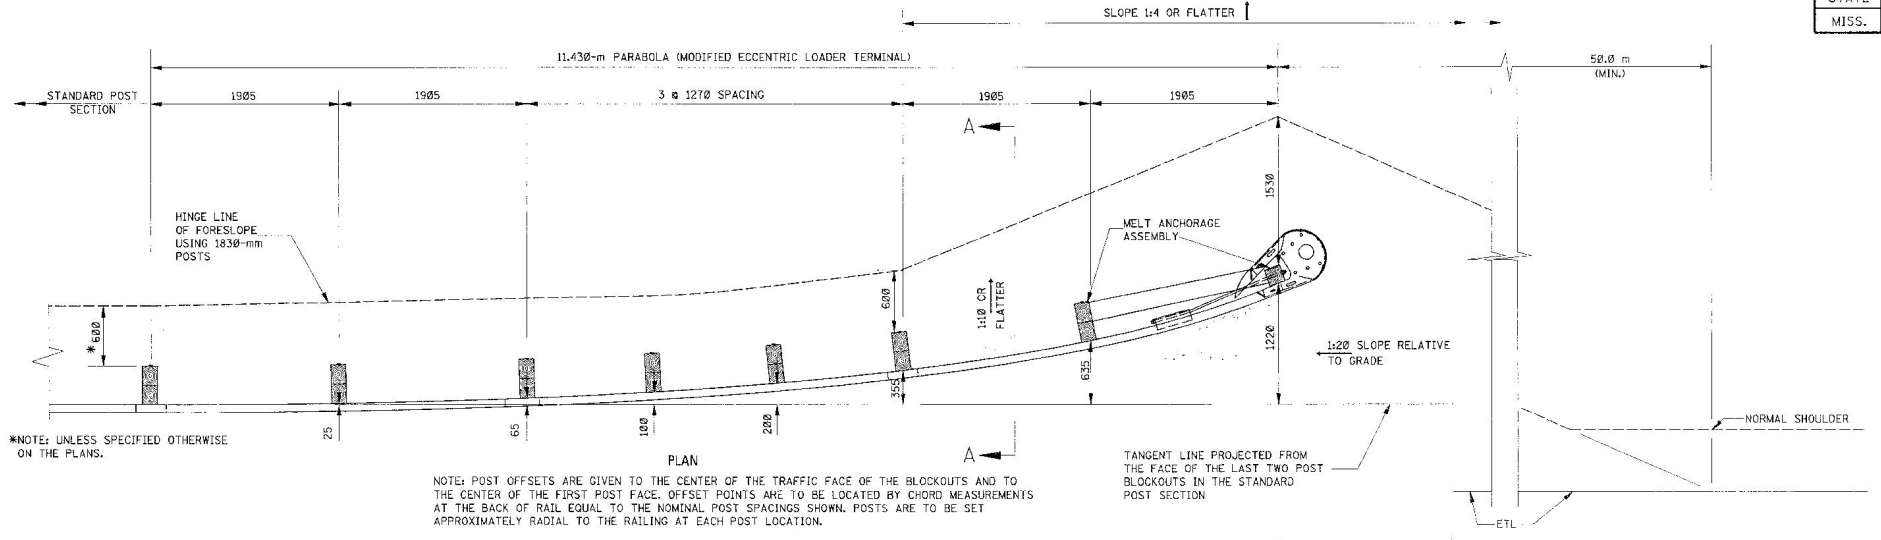 SLOPE 1:4 OR FLATTER
STATE
MISS.
11.430-m PARABOLA (MODIFIED ECCENTRIC LOADER TERMINAL)
50.0 m
(MIN.)
STANDARD POST
SECTION
1905
1905
3 @ 1270 SPACING
1905
1905
A
1530
HINGE LINE
OF FORESLOPE
USING 1830-mm
POSTS
MELT ANCHORAGE
ASSEMBLY
*600
600
1:10 OR
FLATTER
1220
1:20 SLOPE RELATIVE
TO GRADE
355
635
25
65
100
200
NORMAL SHOULDER
*NOTE: UNLESS SPECIFIED OTHERWISE
ON THE PLANS.
PLAN
A
TANGENT LINE PROJECTED FROM
THE FACE OF THE LAST TWO POST
BLOCKOUTS IN THE STANDARD
POST SECTION
NOTE: POST OFFSETS ARE GIVEN TO THE CENTER OF THE TRAFFIC FACE OF THE BLOCKOUTS AND TO
THE CENTER OF THE FIRST POST FACE. OFFSET POINTS ARE TO BE LOCATED BY CHORD MEASUREMENTS
AT THE BACK OF RAIL EQUAL TO THE NOMINAL POST SPACINGS SHOWN. POSTS ARE TO BE SET
APPROXIMATELY RADIAL TO THE RAILING AT EACH POST LOCATION.
ETL